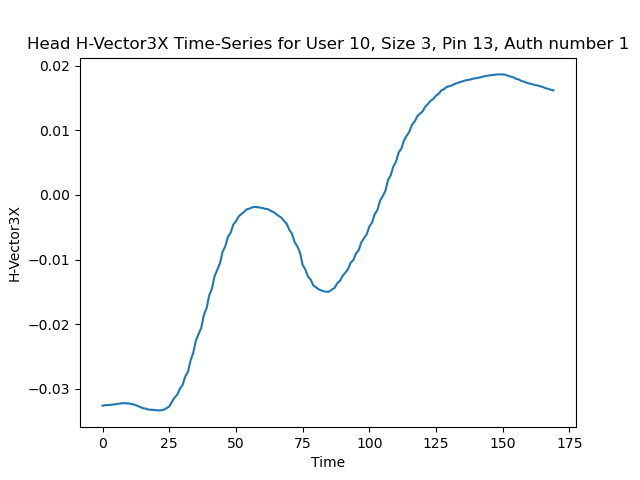 Head H-Vector3X Time-Series for User 10, Size 3, Pin 13, Auth number 1
0.02
0.01
0.00
−0.01
−0.02
−0.03
H-Vector3X
0 25 50 75 100 125 150 175
Time